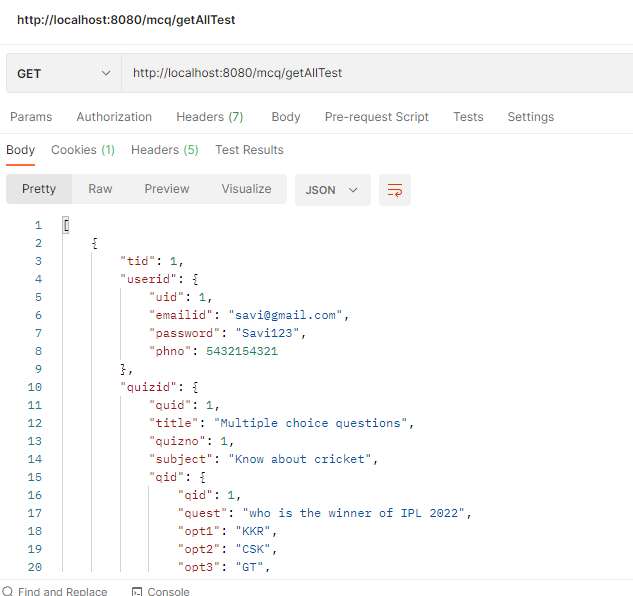 http://localhost:8080/mcq/getAllTest
GET http://localhost:8080/mcq/getAllTest
Params Authorization Headers (7) Body Pre-request Script Tests Settings
Body Cookies (1) Headers (5) Test Results
Pretty Raw Preview Visualize JSON
1 [
2 {
3 "tid": 1,
4 "userid": {
5 "uid": 1,
6 "emailid": "savi@gmail.com",
7 "password": "Savi123",
8 "phno": 5432154321
9 },
10 "quizid": {
11 "quid": 1,
12 "title": "Multiple choice questions",
13 "quizno": 1,
14 "subject": "Know about cricket",
15 "qid": {
16 "qid": 1,
17 "quest": "who is the winner of IPL 2022",
18 "opt1": "KKR",
19 "opt2": "CSK",
20 "opt3": "GT",
Find and Replace Console